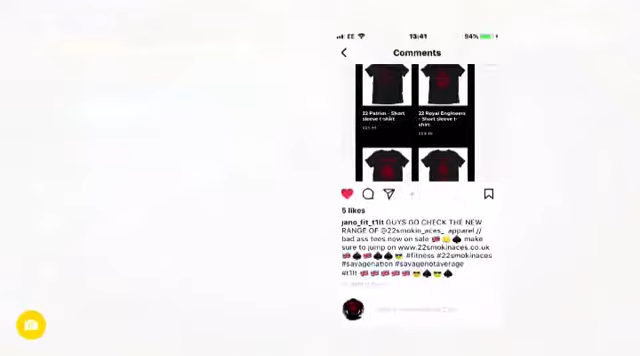 EE 13:41 94%
Comments
22 Patriot - Short sleeve t-shirt
22 Royal Engineers - Short sleeve t-shirt
5 likes
jano_fit_t1lt GUYS GO CHECK THE NEW
RANGE OF @22smokin_aces_ apparel //
bad ass tees now on sale 🇬🇧👑♠️ make
sure to jump on www.22smokinaces.co.uk
🇬🇧♠️🇬🇧♠️♠️😎 #fitness #22smokinaces
#savagenation #savagenotaverage
#t1lt 🇬🇧🇬🇧🇬🇧🇬🇧🇬🇧😎♠️😎♠️